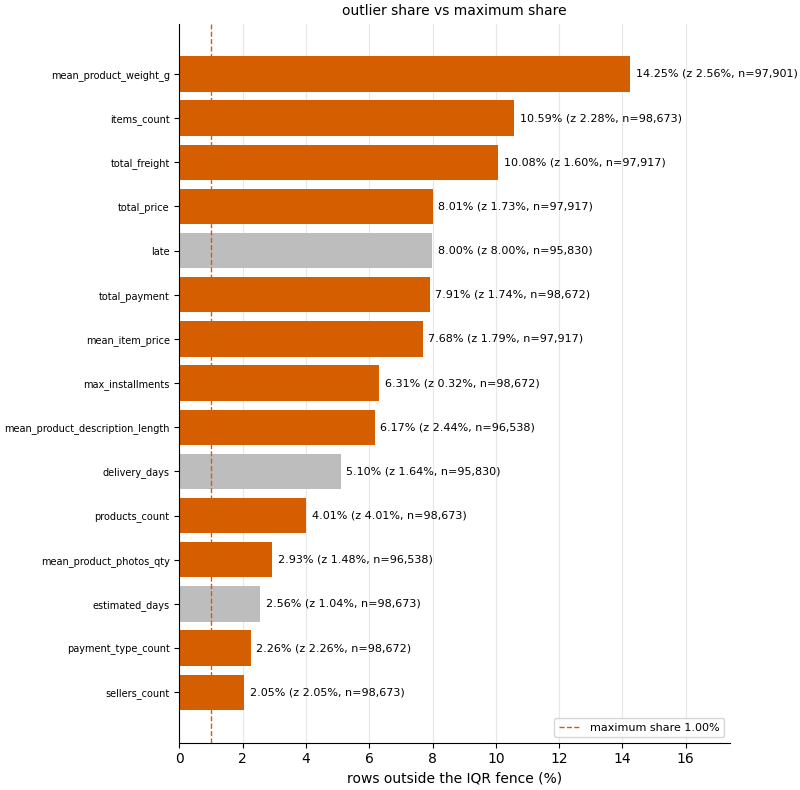 outlier share vs maximum share
mean_product_weight_g 14.25% (z 2.56%, n=97,901)
items_count 10.59% (z 2.28%, n=98,673)
total_freight 10.08% (z 1.60%, n=97,917)
total_price 8.01% (z 1.73%, n=97,917)
late 8.00% (z 8.00%, n=95,830)
total_payment 7.91% (z 1.74%, n=98,672)
mean_item_price 7.68% (z 1.79%, n=97,917)
max_installments 6.31% (z 0.32%, n=98,672)
mean_product_description_length 6.17% (z 2.44%, n=96,538)
delivery_days 5.10% (z 1.64%, n=95,830)
products_count 4.01% (z 4.01%, n=98,673)
mean_product_photos_qty 2.93% (z 1.48%, n=96,538)
estimated_days 2.56% (z 1.04%, n=98,673)
payment_type_count 2.26% (z 2.26%, n=98,672)
sellers_count 2.05% (z 2.05%, n=98,673)
maximum share 1.00%
0 2 4 6 8 10 12 14 16
rows outside the IQR fence (%)